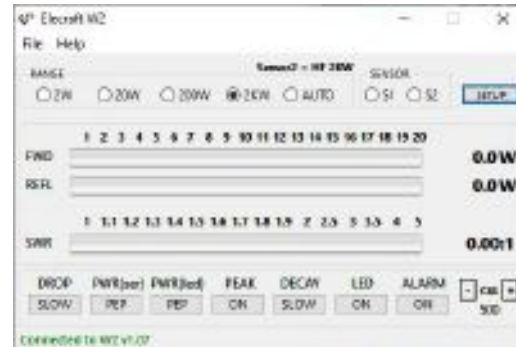 Elecraft W2
File Help
Sensor2 - HF 2KW
RANGE SENSOR
2W 20W 200W 2KW AUTO S1 S2 SETUP
1 2 3 4 5 6 7 8 9 10 11 12 13 14 15 16 17 18 19 20
FWD 0.0 W
REFL 0.0 W
1 1.1 1.2 1.3 1.4 1.5 1.6 1.7 1.8 1.9 2 2.5 3 3.5 4 5
SWR 0.00:1
DROP PWR(ser) PWR(led) PEAK DECAY LED ALARM
SLOW PEP PEP ON SLOW ON ON - CAL +
500
Connected to W2 v1.07